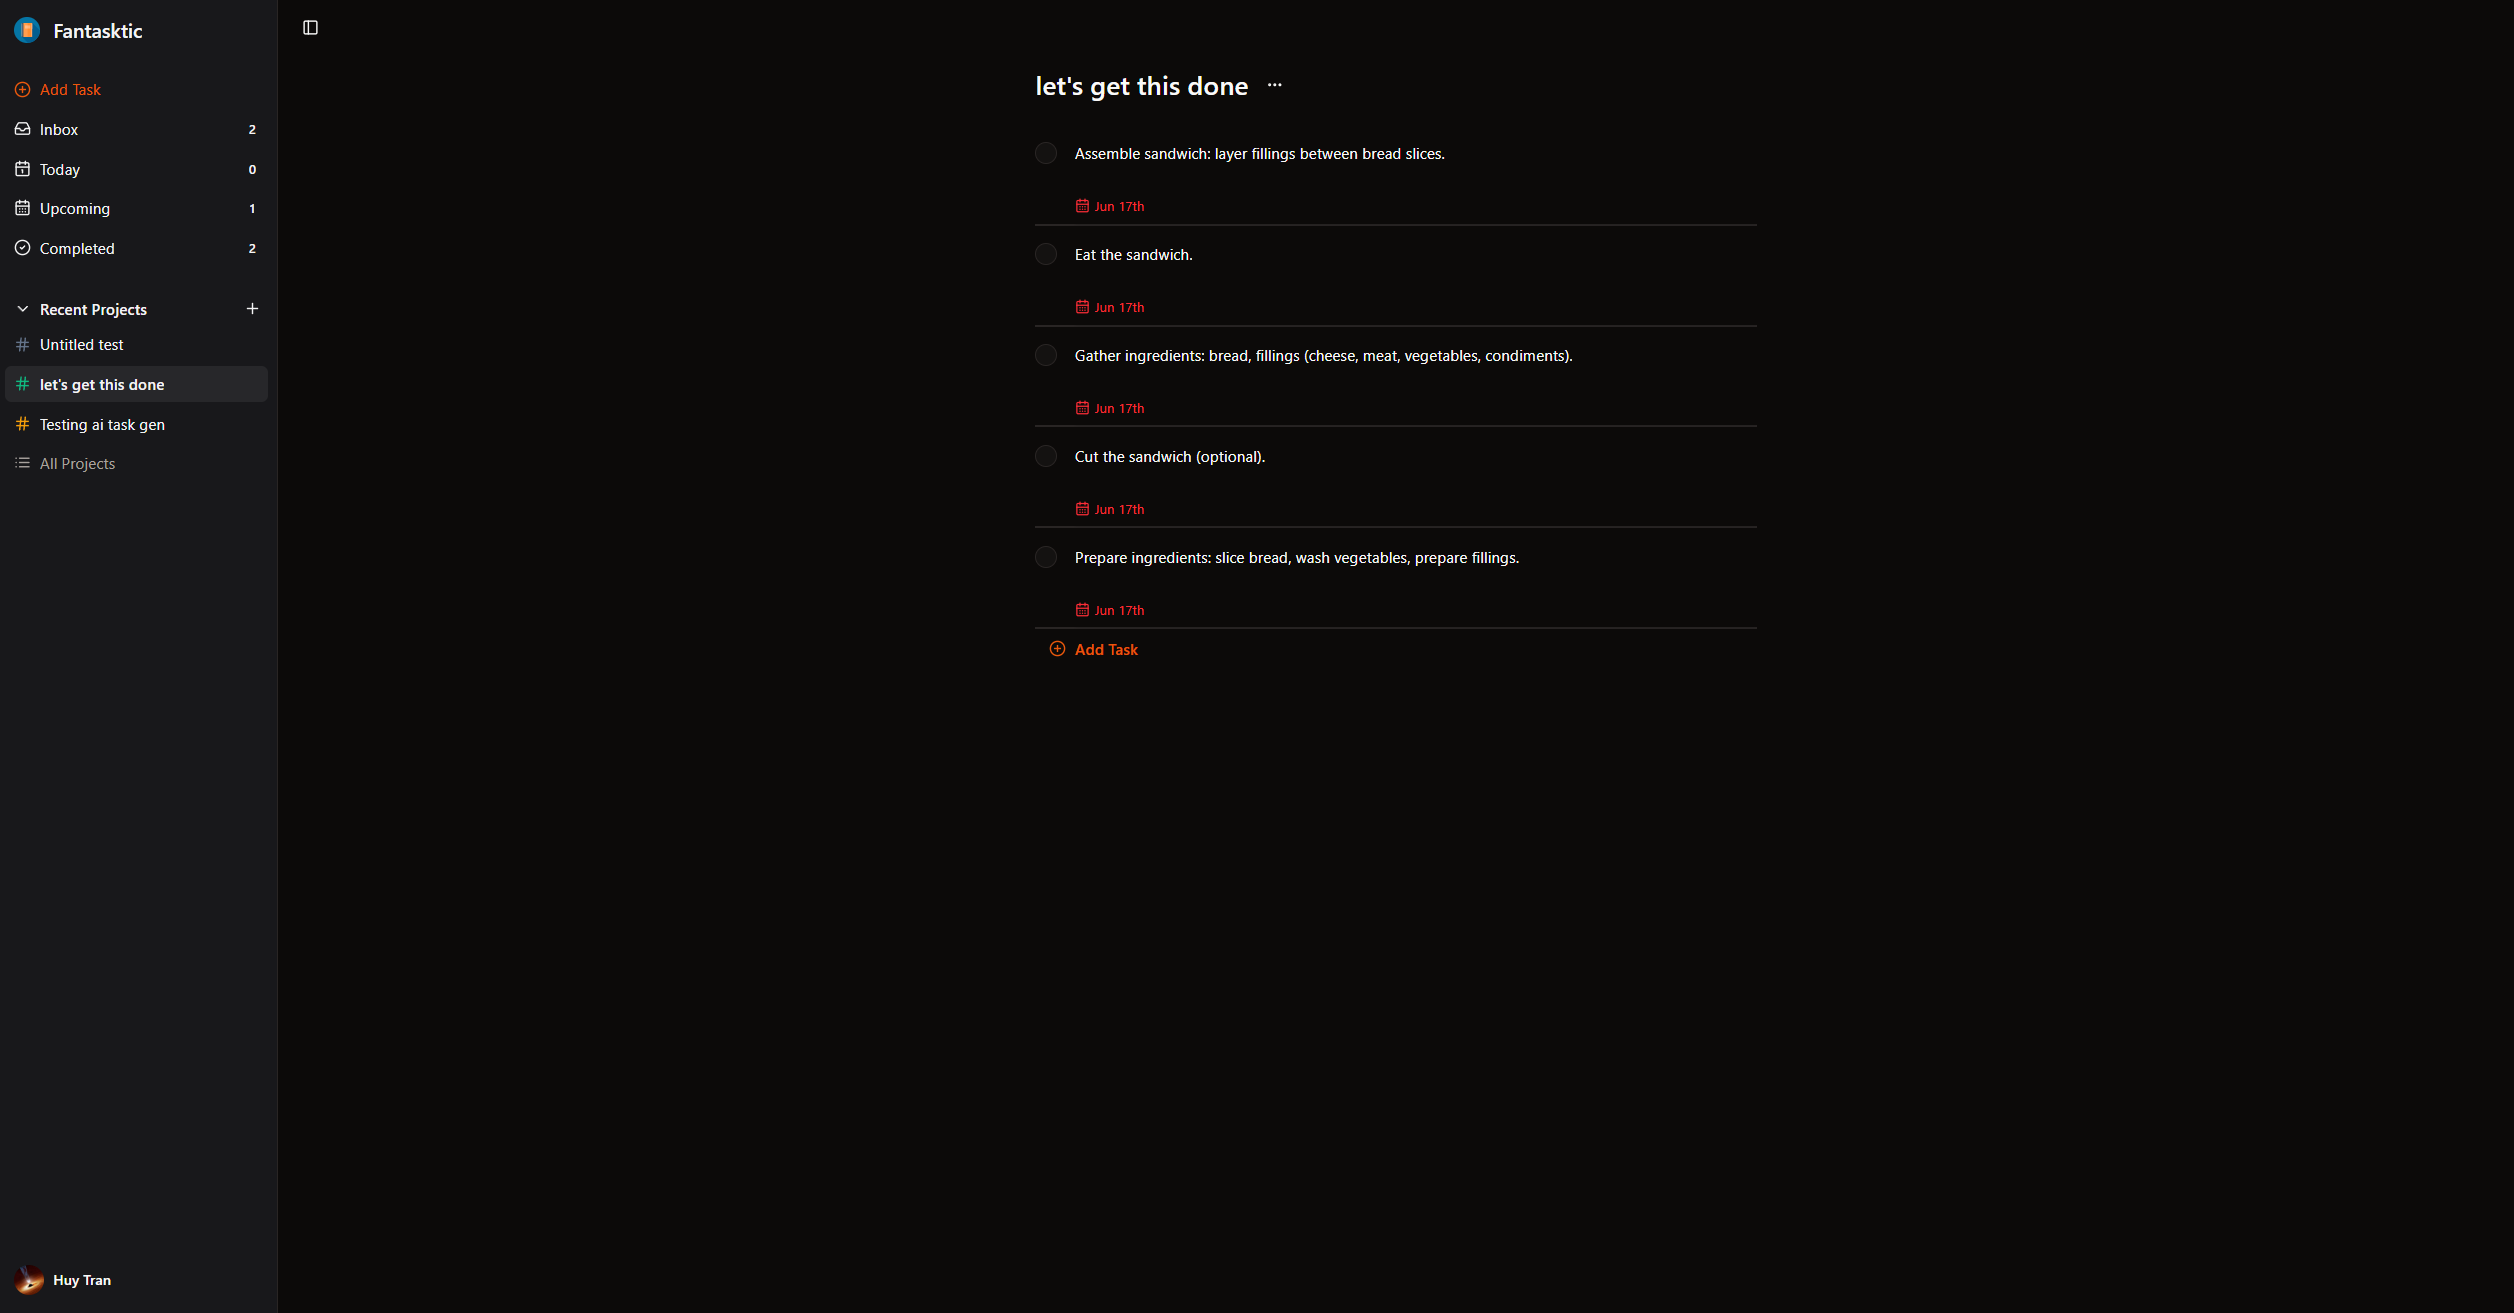 Fantasktic
Add Task
Inbox 2
Today 0
Upcoming 1
Completed 2
Recent Projects
Untitled test
let's get this done
Testing ai task gen
All Projects
Huy Tran
let's get this done
Assemble sandwich: layer fillings between bread slices.
Jun 17th
Eat the sandwich.
Jun 17th
Gather ingredients: bread, fillings (cheese, meat, vegetables, condiments).
Jun 17th
Cut the sandwich (optional).
Jun 17th
Prepare ingredients: slice bread, wash vegetables, prepare fillings.
Jun 17th
Add Task